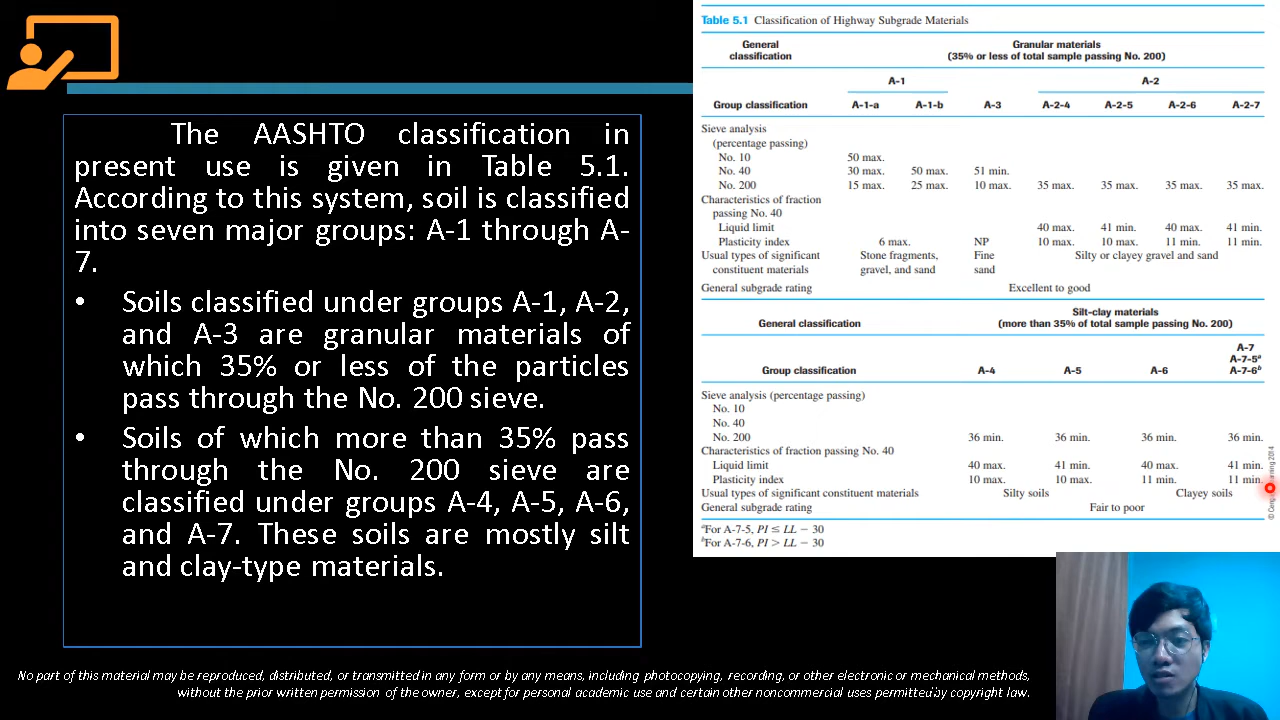 The AASHTO classification in
present use is given in Table 5.1.
According to this system, soil is classified
into seven major groups: A-1 through A-
7.
• Soils classified under groups A-1, A-2,
and A-3 are granular materials of
which 35% or less of the particles
pass through the No. 200 sieve.
• Soils of which more than 35% pass
through the No. 200 sieve are
classified under groups A-4, A-5, A-6,
and A-7. These soils are mostly silt
and clay-type materials.
Table 5.1 Classification of Highway Subgrade Materials
General classification Granular materials (35% or less of total sample passing No. 200)
A-1 A-2
Group classification A-1-a A-1-b A-3 A-2-4 A-2-5 A-2-6 A-2-7
Sieve analysis
(percentage passing)
No. 10 50 max.
No. 40 30 max. 50 max. 51 min.
No. 200 15 max. 25 max. 10 max. 35 max. 35 max. 35 max. 35 max.
Characteristics of fraction
passing No. 40
Liquid limit 40 max. 41 min. 40 max. 41 min.
Plasticity index 6 max. NP 10 max. 10 max. 11 min. 11 min.
Usual types of significant Stone fragments, Fine Silty or clayey gravel and sand
constituent materials gravel, and sand sand
General subgrade rating Excellent to good
General classification Silt-clay materials (more than 35% of total sample passing No. 200)
A-7
A-7-5ᵃ
Group classification A-4 A-5 A-6 A-7-6ᵇ
Sieve analysis (percentage passing)
No. 10
No. 40
No. 200 36 min. 36 min. 36 min. 36 min.
Characteristics of fraction passing No. 40
Liquid limit 40 max. 41 min. 40 max. 41 min.
Plasticity index 10 max. 10 max. 11 min. 11 min.
Usual types of significant constituent materials Silty soils Clayey soils
General subgrade rating Fair to poor
ᵃFor A-7-5, PI ≤ LL − 30
ᵇFor A-7-6, PI > LL − 30
No part of this material may be reproduced, distributed, or transmitted in any form or by any means, including photocopying, recording, or other electronic or mechanical methods,
without the prior written permission of the owner, except for personal academic use and certain other noncommercial uses permitted by copyright law.